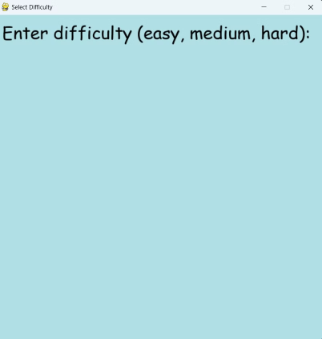 Select Difficulty
Enter difficulty (easy, medium, hard):